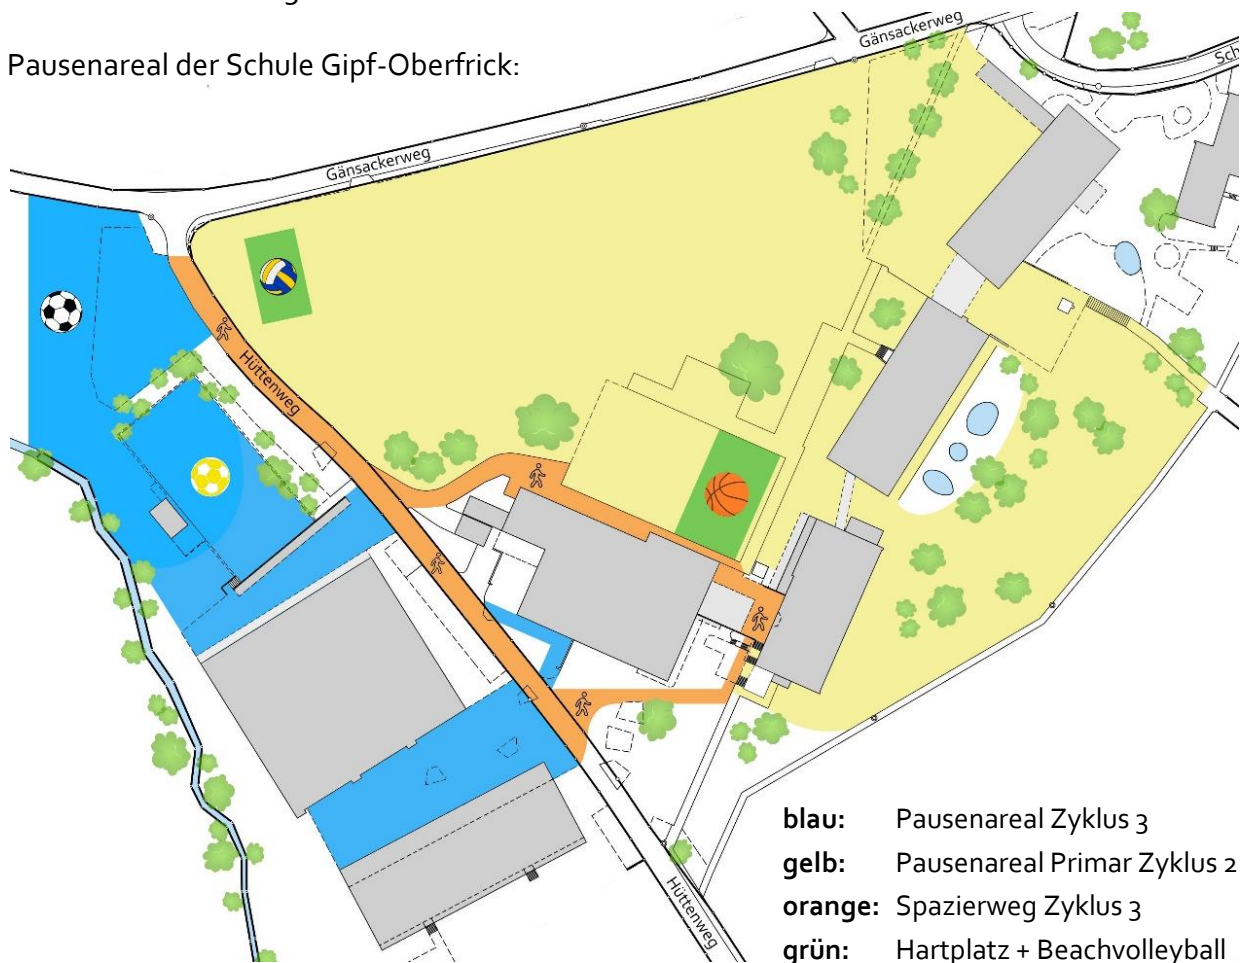 Gänsackerweg
Pausenareal der Schule Gipf-Oberfrick:
Gänsackerweg
Hüttenweg
blau: Pausenareal Zyklus 3
gelb: Pausenareal Primar Zyklus 2
orange: Spazierweg Zyklus 3
grün: Hartplatz + Beachvolleyball
Hüttenweg